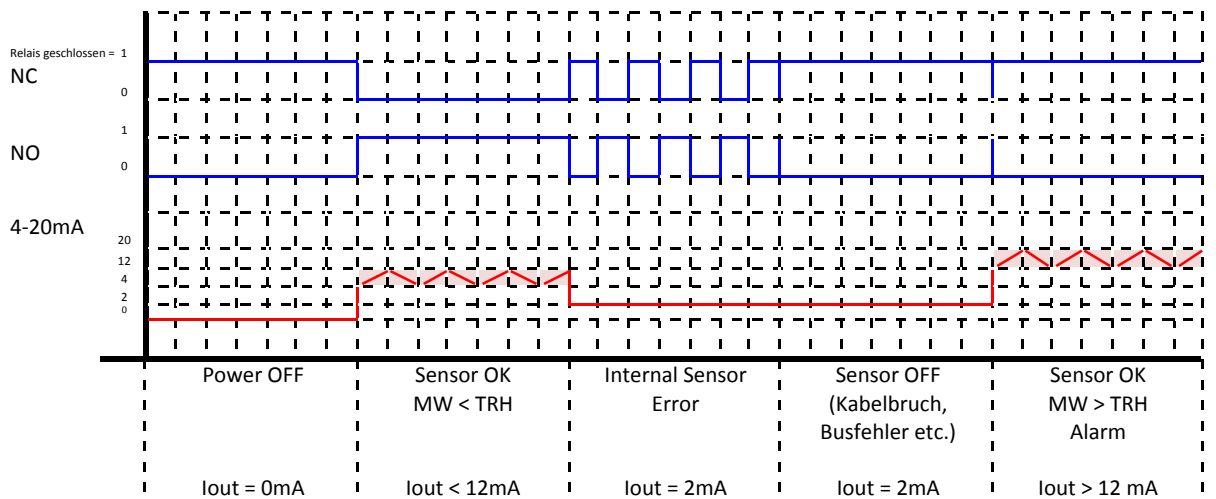 Relais geschlossen = 1
NC
0
1
NO
0
4-20mA
20
12
4
2
0
Power OFF
Sensor OK
MW < TRH
Internal Sensor
Error
Sensor OFF
(Kabelbruch,
Busfehler etc.)
Sensor OK
MW > TRH
Alarm
Iout = 0mA
Iout < 12mA
Iout = 2mA
Iout = 2mA
Iout > 12 mA